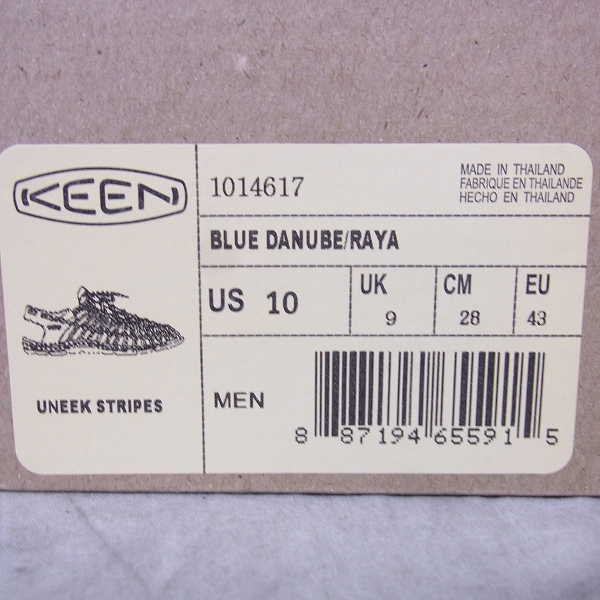 KEEN
1014617
MADE IN THAILAND
FABRIQUE EN THAILANDE
HECHO EN THAILAND
BLUE DANUBE/RAYA
US 10
UK
9
CM
28
EU
43
UNEEK STRIPES
MEN
8 87194 65591 5